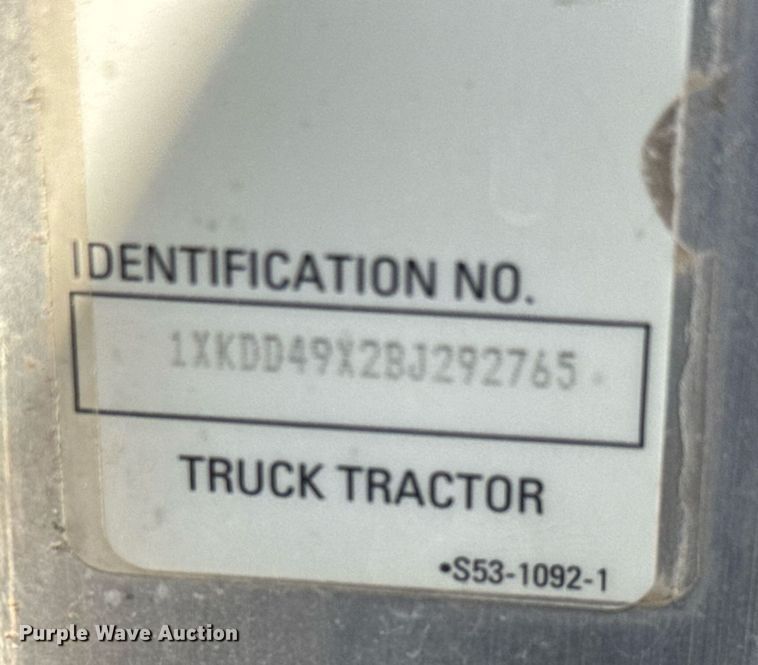 IDENTIFICATION NO.
1XKDD49X2BJ292765
TRUCK TRACTOR
•S53-1092-1
Purple Wave Auction